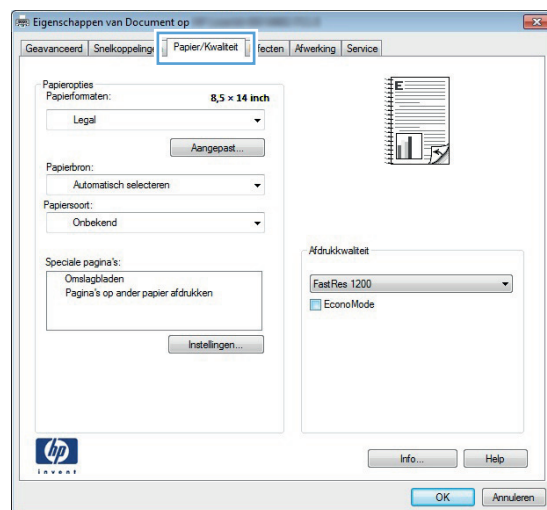 Eigenschappen van Document op
Geavanceerd Snelkoppeling Papier/Kwaliteit fecten Afwerking Service
Papieropties
Papierformaten: 8,5 × 14 inch
Legal
Aangepast...
Papierbron:
Automatisch selecteren
Papiersoort:
Onbekend
Speciale pagina's:
Omslagbladen
Pagina's op ander papier afdrukken
Instellingen...
E
Afdrukkwaliteit
FastRes 1200
EconoMode
hp
invent
Info... Help
OK Annuleren